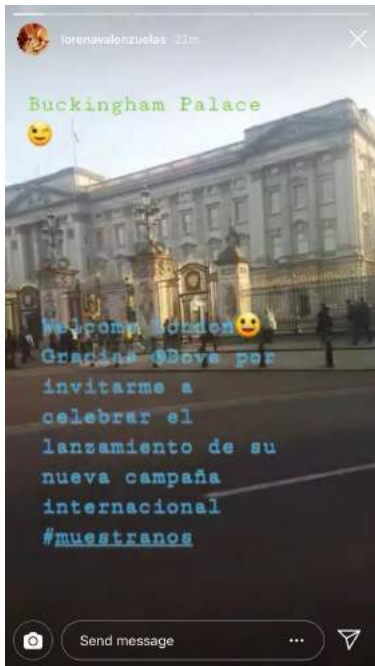 lorenavalenzuelas 22m
Buckingham Palace
Welcome London
Gracias @Dove por
invitarme a
celebrar el
lanzamiento de su
nueva campaña
internacional
#muestranos
Send message